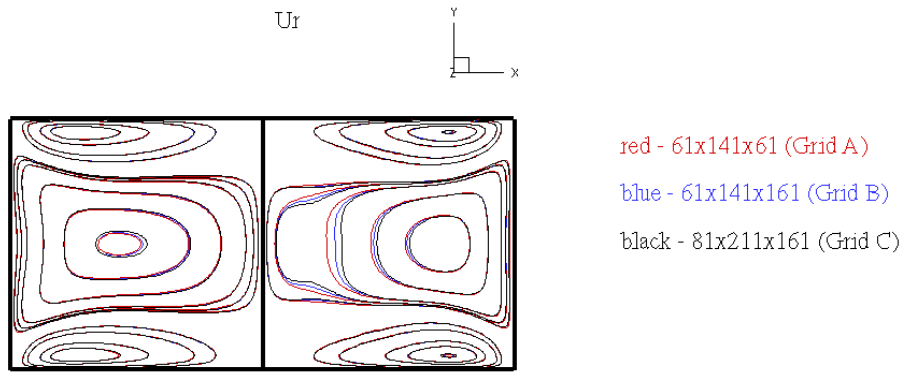 Ur
Y
Z X
red - 61x141x61 (Grid A)
blue - 61x141x161 (Grid B)
black - 81x211x161 (Grid C)